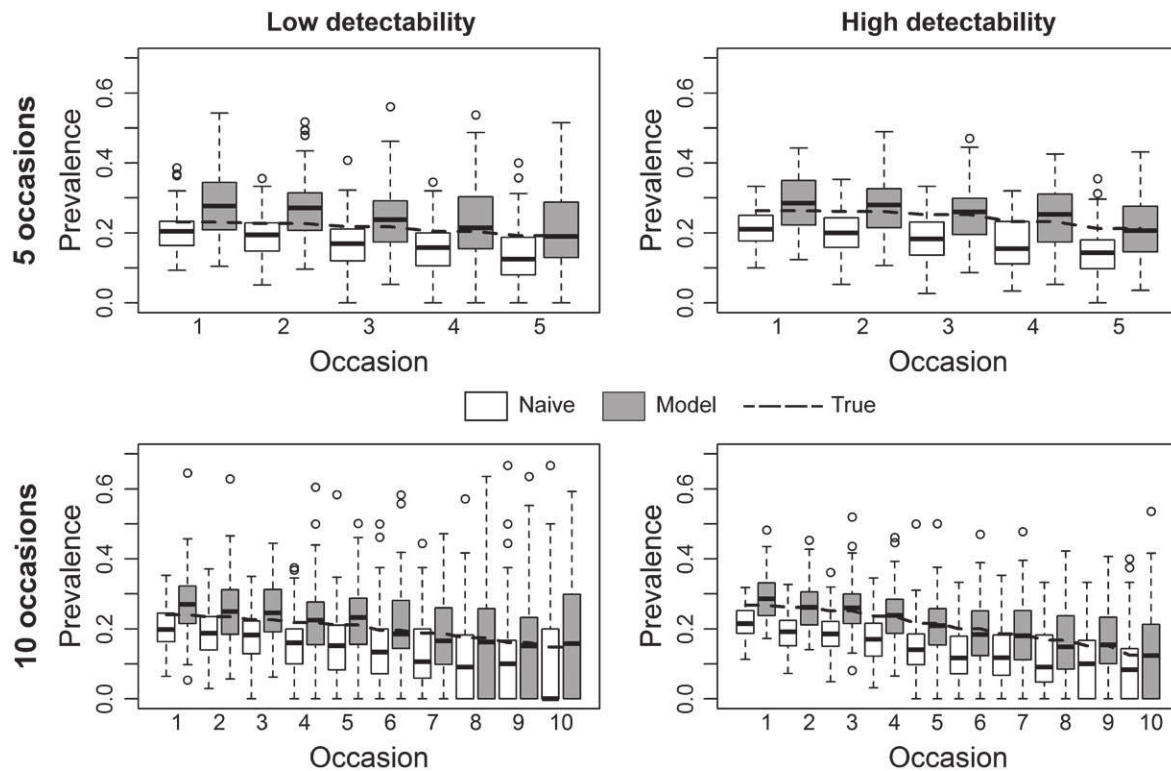 Low detectability
High detectability
5 occasions
Prevalence
0.0 0.2 0.4 0.6
1 2 3 4 5
Occasion
Prevalence
0.0 0.2 0.4 0.6
1 2 3 4 5
Occasion
Naive Model True
10 occasions
Prevalence
0.0 0.2 0.4 0.6
1 2 3 4 5 6 7 8 9 10
Occasion
Prevalence
0.0 0.2 0.4 0.6
1 2 3 4 5 6 7 8 9 10
Occasion